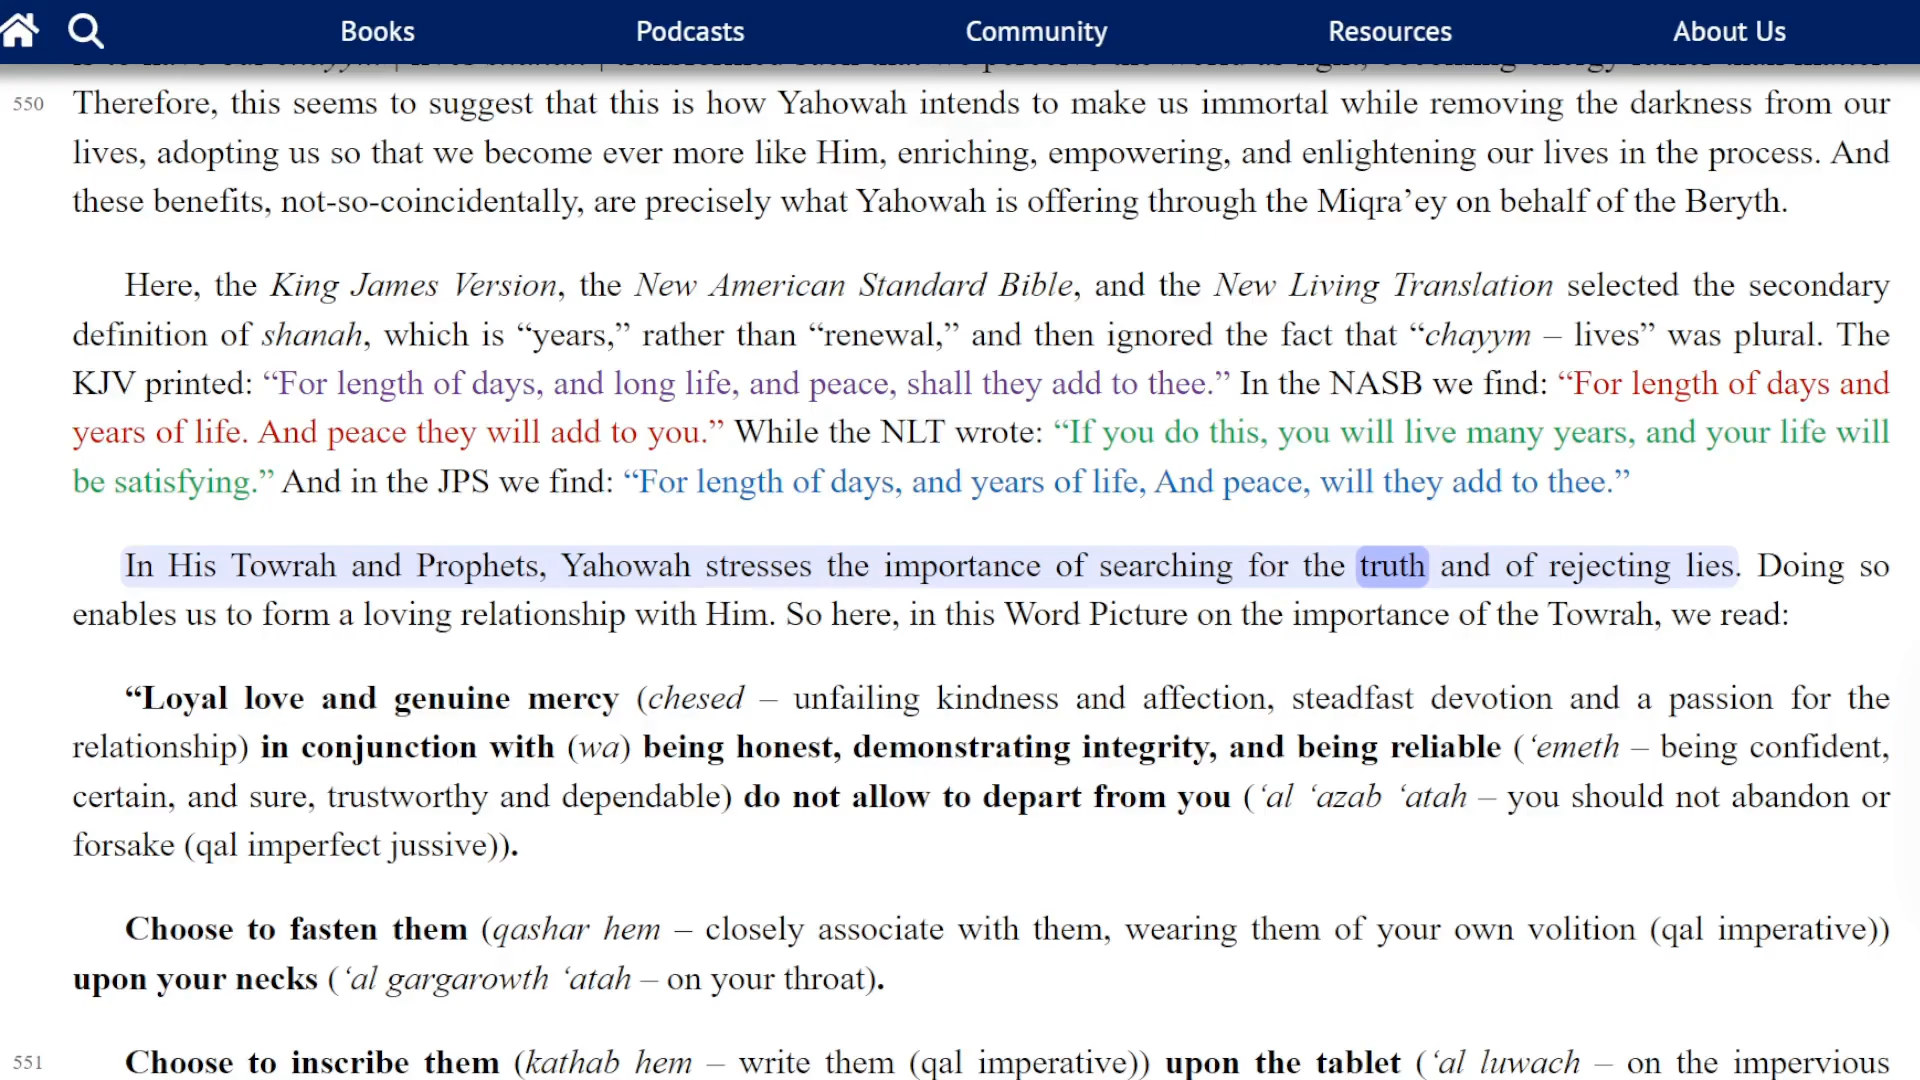 Books Podcasts Community Resources About Us
550 Therefore, this seems to suggest that this is how Yahowah intends to make us immortal while removing the darkness from our
lives, adopting us so that we become ever more like Him, enriching, empowering, and enlightening our lives in the process. And
these benefits, not-so-coincidentally, are precisely what Yahowah is offering through the Miqra’ey on behalf of the Beryth.
Here, the King James Version, the New American Standard Bible, and the New Living Translation selected the secondary
definition of shanah, which is “years,” rather than “renewal,” and then ignored the fact that “chayym – lives” was plural. The
KJV printed: “For length of days, and long life, and peace, shall they add to thee.” In the NASB we find: “For length of days and
years of life. And peace they will add to you.” While the NLT wrote: “If you do this, you will live many years, and your life will
be satisfying.” And in the JPS we find: “For length of days, and years of life, And peace, will they add to thee.”
In His Towrah and Prophets, Yahowah stresses the importance of searching for the truth and of rejecting lies. Doing so
enables us to form a loving relationship with Him. So here, in this Word Picture on the importance of the Towrah, we read:
“Loyal love and genuine mercy (chesed – unfailing kindness and affection, steadfast devotion and a passion for the
relationship) in conjunction with (wa) being honest, demonstrating integrity, and being reliable (‘emeth – being confident,
certain, and sure, trustworthy and dependable) do not allow to depart from you (‘al ‘azab ‘atah – you should not abandon or
forsake (qal imperfect jussive)).
Choose to fasten them (qashar hem – closely associate with them, wearing them of your own volition (qal imperative))
upon your necks (‘al gargarowth ‘atah – on your throat).
551 Choose to inscribe them (kathab hem – write them (qal imperative)) upon the tablet (‘al luwach – on the impervious